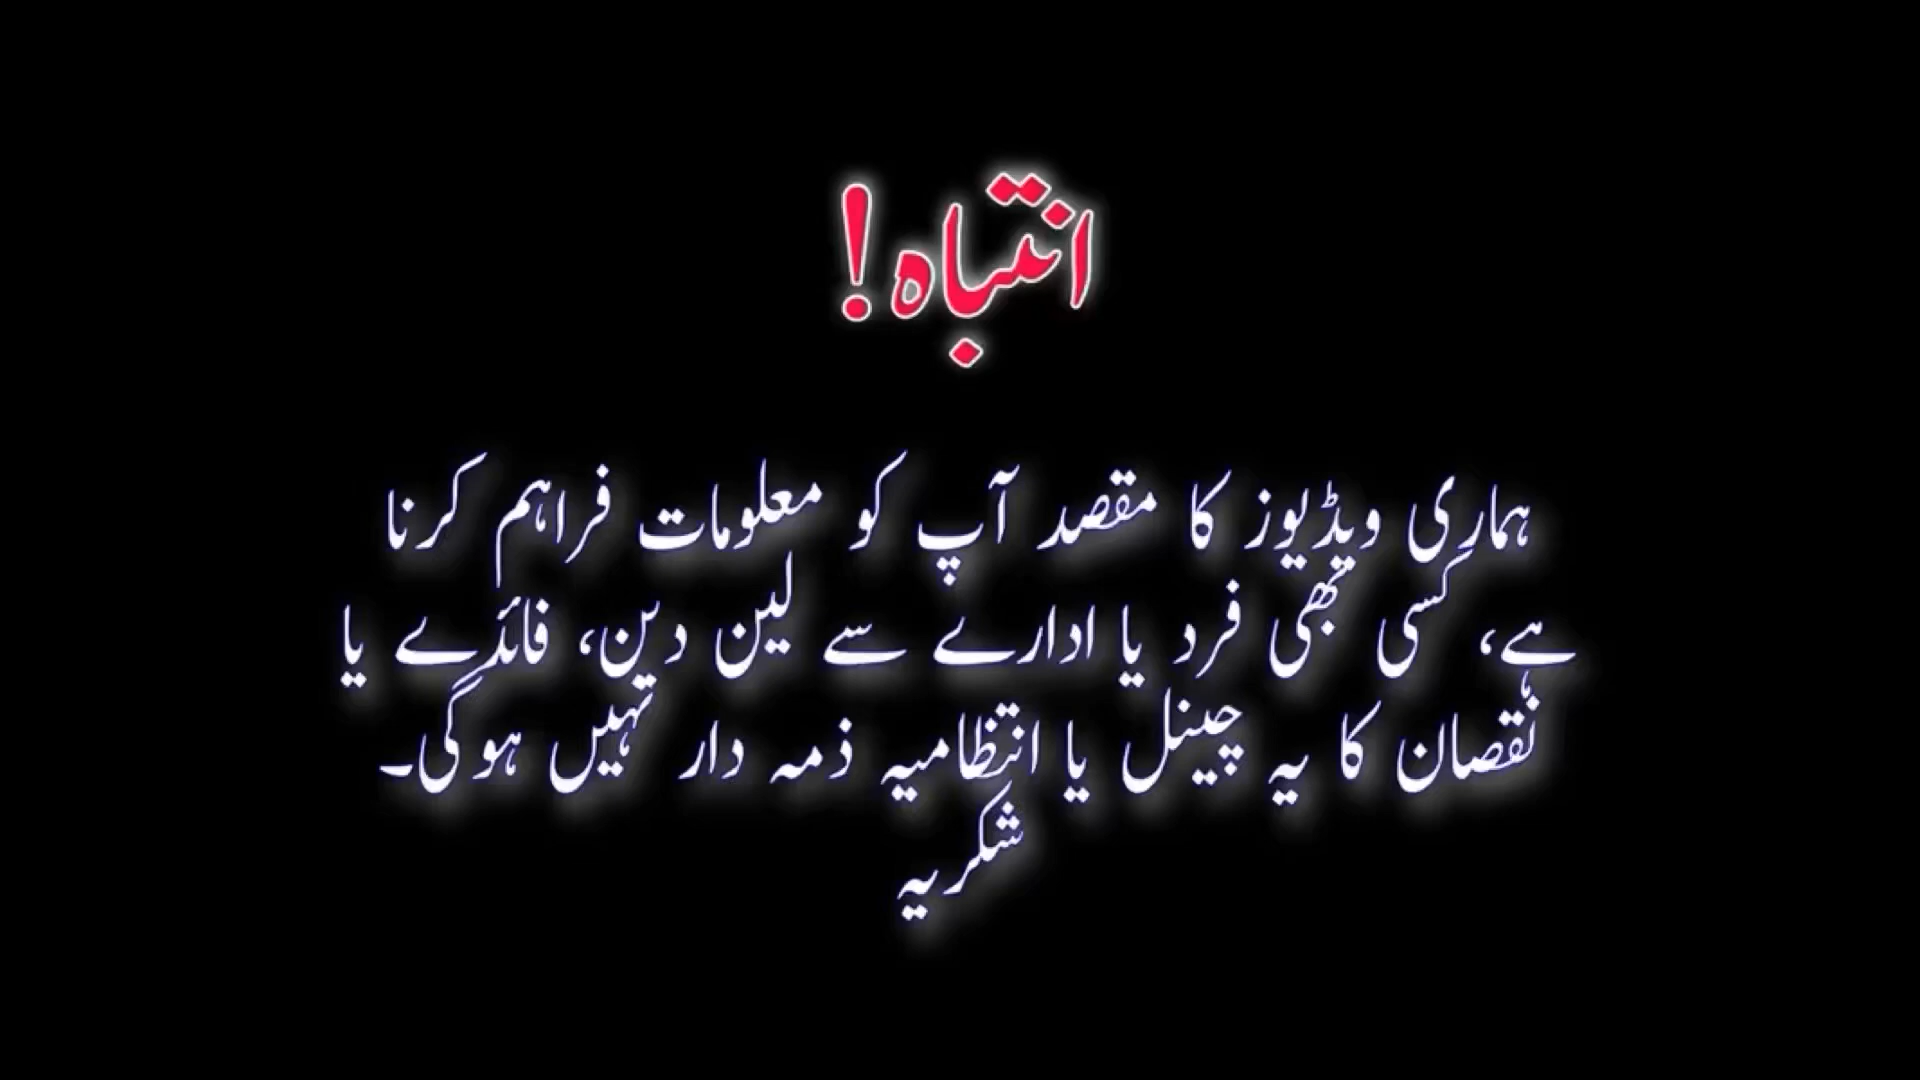 انتباہ!
ہماری ویڈیوز کا مقصد آپ کو معلومات فراہم کرنا
ہے، کسی بھی فرد یا ادارے سے لین دین، فائدے یا
نقصان کا یہ چینل یا انتظامیہ ذمہ دار نہیں ہوگی۔
شکریہ